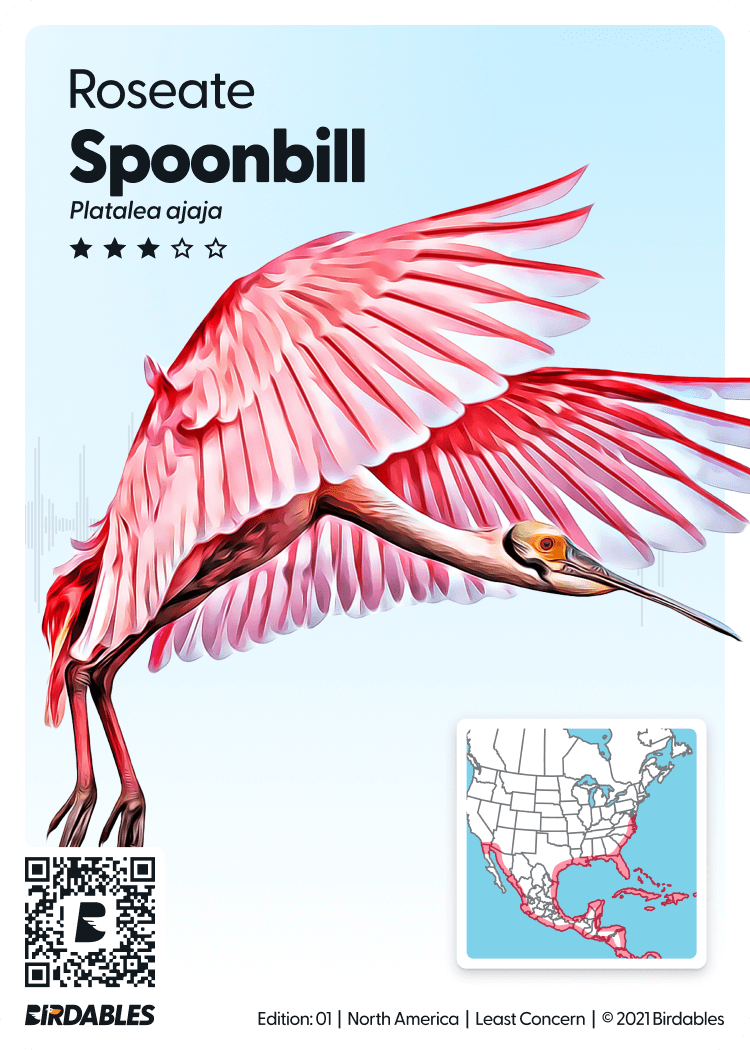 Roseate
Spoonbill
Platalea ajaja
★★★☆☆
B
BIRDABLES
Edition: 01 | North America | Least Concern | © 2021 Birdables